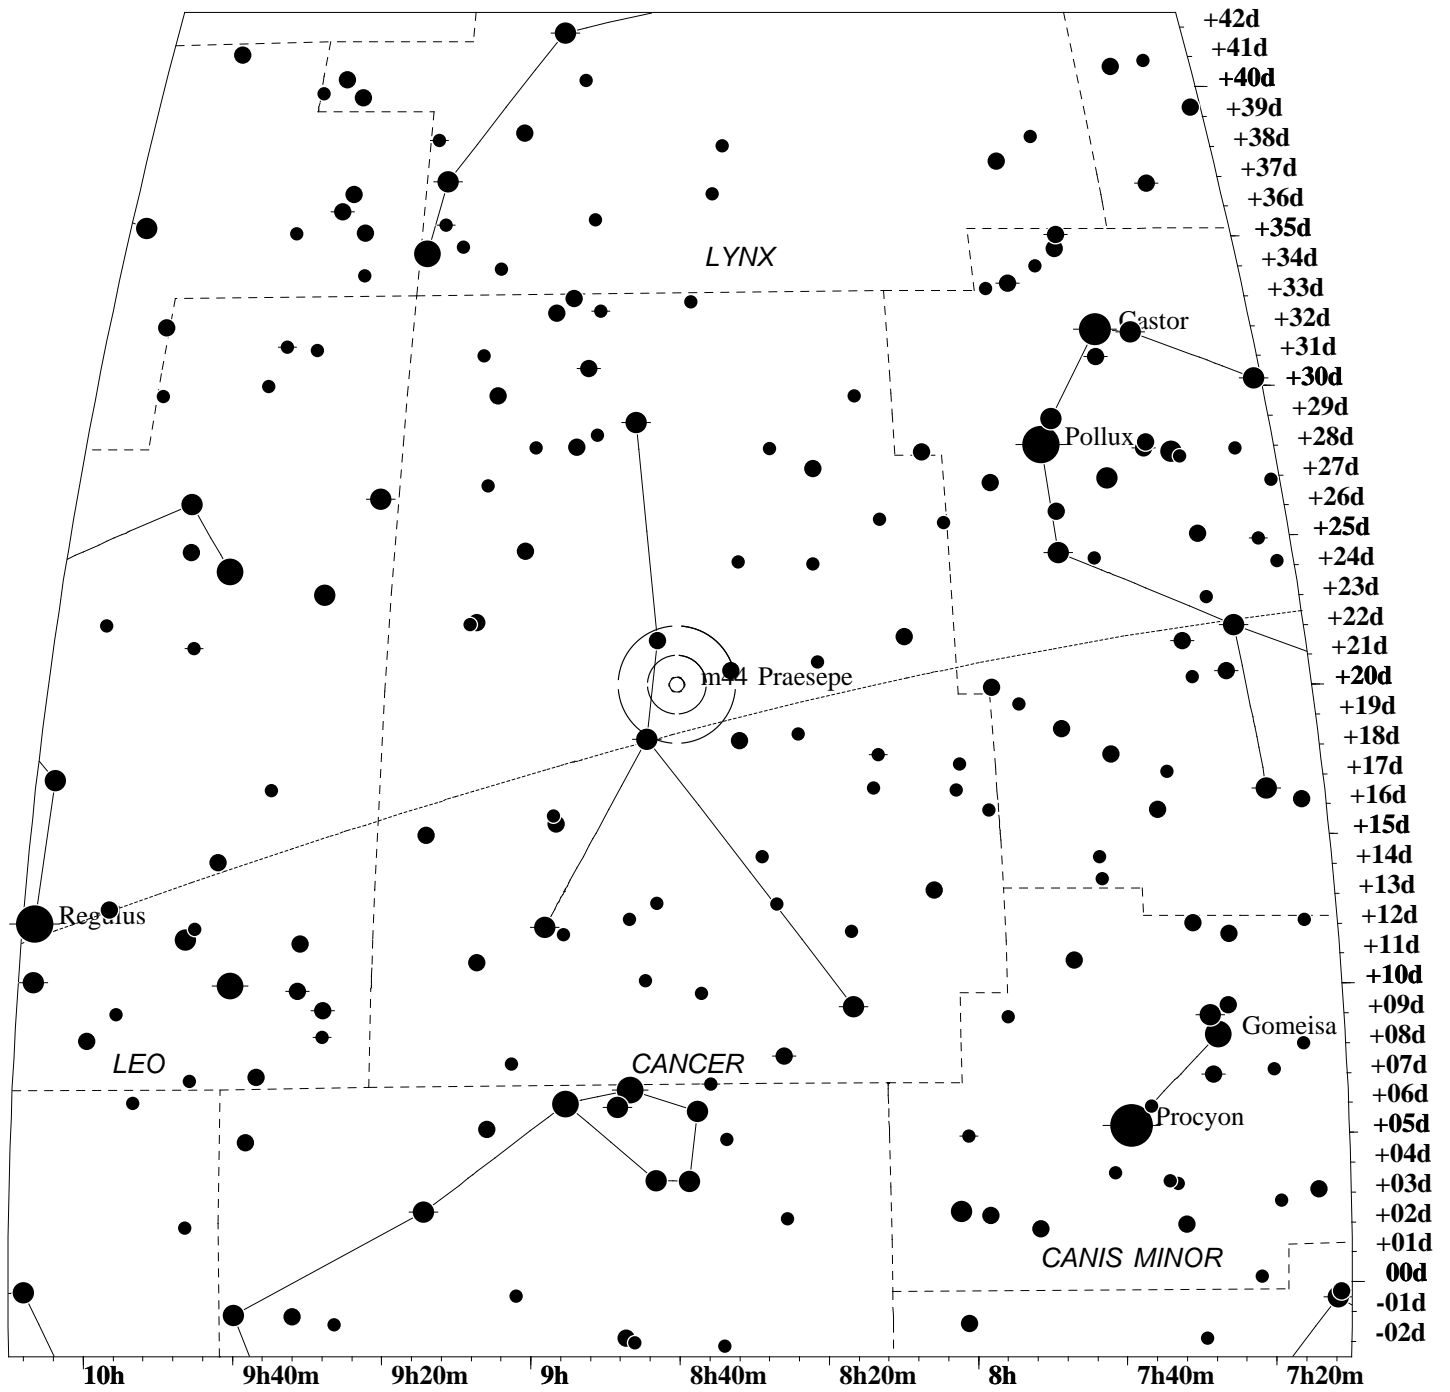 +42d
+41d
+40d
+39d
+38d
+37d
+36d
+35d
LYNX
+34d
+33d
Castor
+32d
+31d
+30d
+29d
Pollux
+28d
+27d
+26d
+25d
+24d
+23d
+22d
+21d
m44 Praesepe
+20d
+19d
+18d
+17d
+16d
+15d
+14d
+13d
Regulus
+12d
+11d
+10d
+09d
Gomeisa
+08d
LEO
CANCER
+07d
+06d
Procyon
+05d
+04d
+03d
+02d
CANIS MINOR
+01d
00d
-01d
-02d
10h
9h40m
9h20m
9h
8h40m
8h20m
8h
7h40m
7h20m